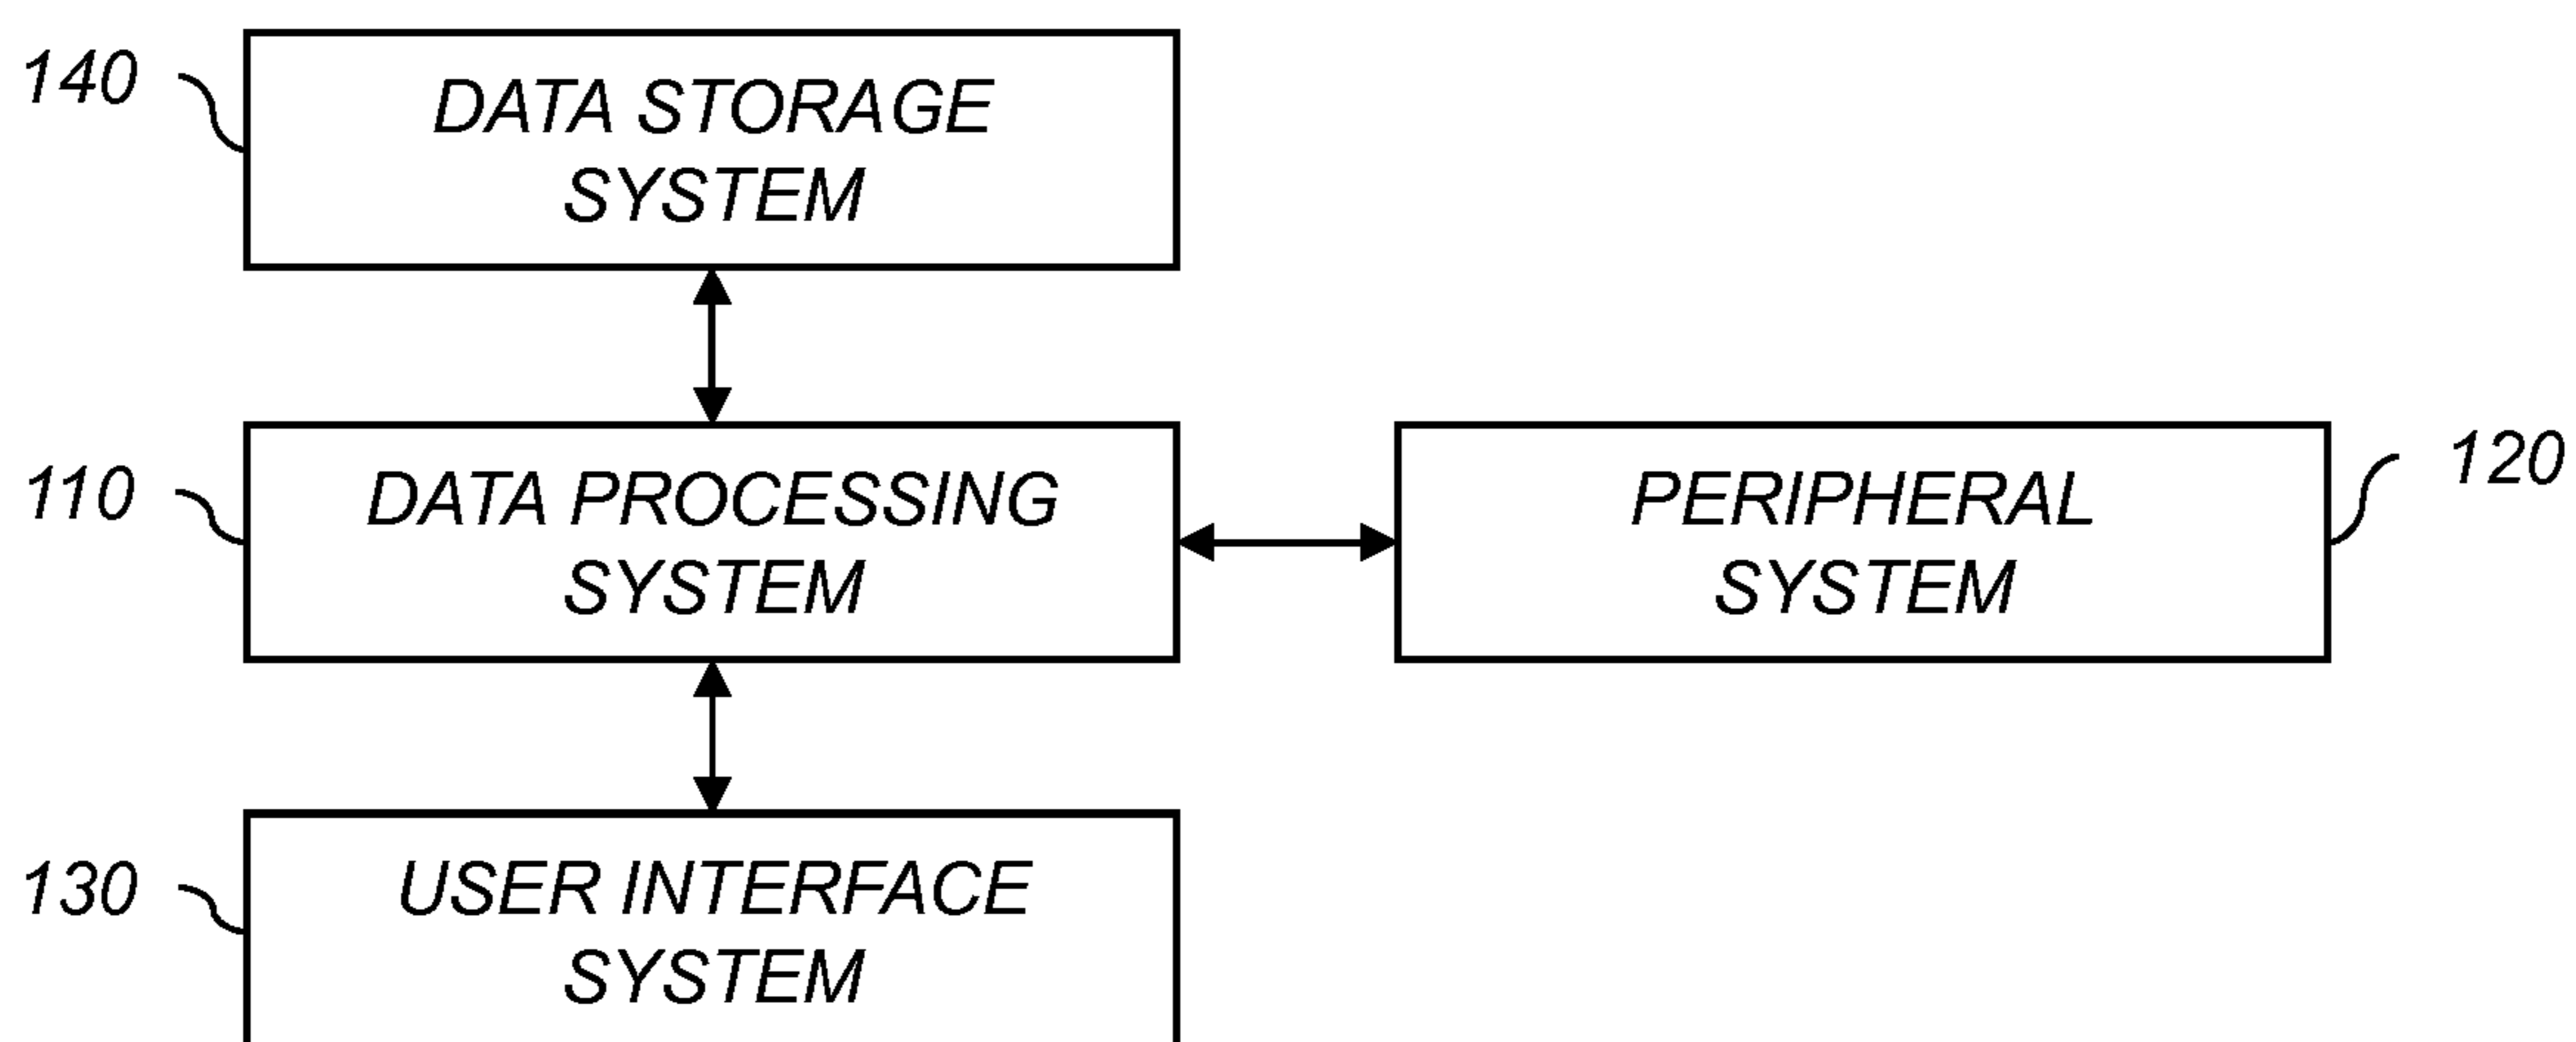 140
DATA STORAGE
SYSTEM
110
DATA PROCESSING
SYSTEM
PERIPHERAL
SYSTEM
120
130
USER INTERFACE
SYSTEM